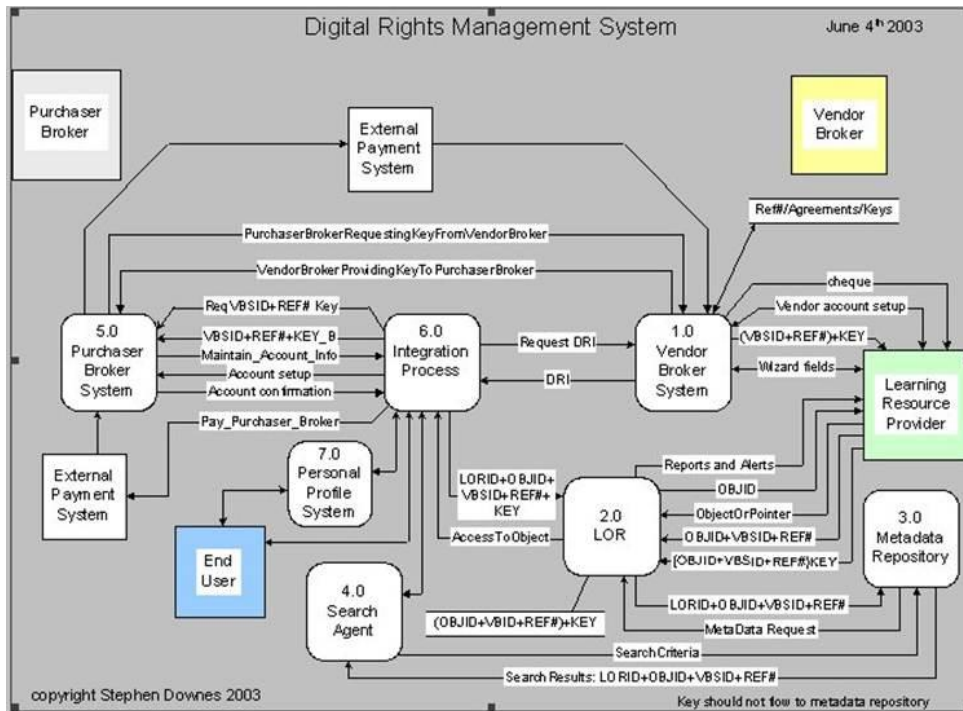 Digital Rights Management System
June 4th 2003
Purchaser
Broker
External
Payment
System
Vendor
Broker
Ref#/Agreements/Keys
PurchaserBrokerRequestingKeyFromVendorBroker
VendorBrokerProvidingKeyToPurchaserBroker
cheque
Vendor account setup
(VBSID+REF#)+KEY
Wizard fields
5.0
Purchaser
Broker
System
Req VBSID+REF# Key
VBSID+REF#+KEY_B
Maintain_Account_Info
Account setup
Account confirmation
Pay_Purchaser_Broker
6.0
Integration
Process
Request DRI
DRI
1.0
Vendor
Broker
System
Learning
Resource
Provider
External
Payment
System
7.0
Personal
Profile
System
LORID+OBJID+
VBSID+REF#+
KEY
AccessToObject
2.0
LOR
Reports and Alerts
OBJID
ObjectOrPointer
OBJID+VBSID+REF#
{OBJID+VBSID+REF#}KEY
3.0
Metadata
Repository
End
User
4.0
Search
Agent
(OBJID+VBID+REF#)+KEY
LORID+OBJID+VBSID+REF#
MetaData Request
SearchCriteria
Search Results: LORID+OBJID+VBSID+REF#
copyright Stephen Downes 2003
Key should not flow to metadata repository